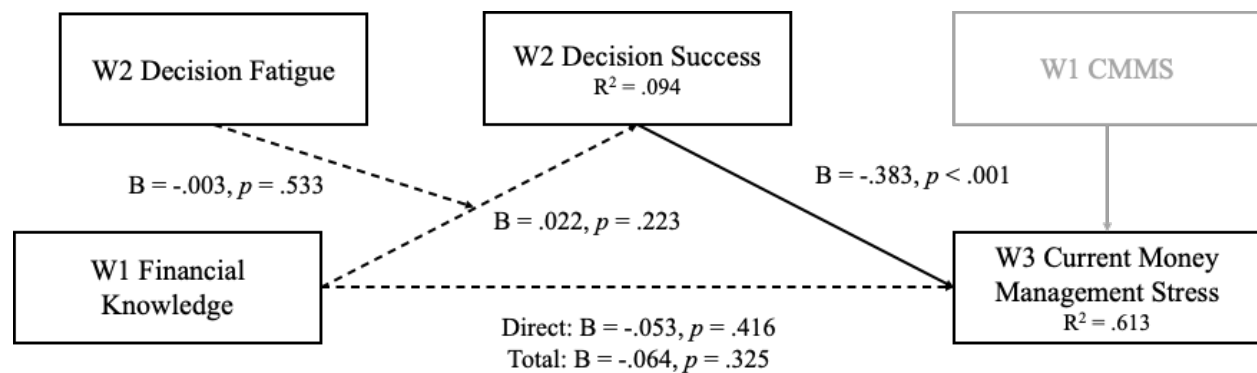 W2 Decision Fatigue
W2 Decision Success
R² = .094
W1 CMMS
B = -.003, p = .533
B = .022, p = .223
B = -.383, p < .001
W1 Financial
Knowledge
W3 Current Money
Management Stress
R² = .613
Direct: B = -.053, p = .416
Total: B = -.064, p = .325